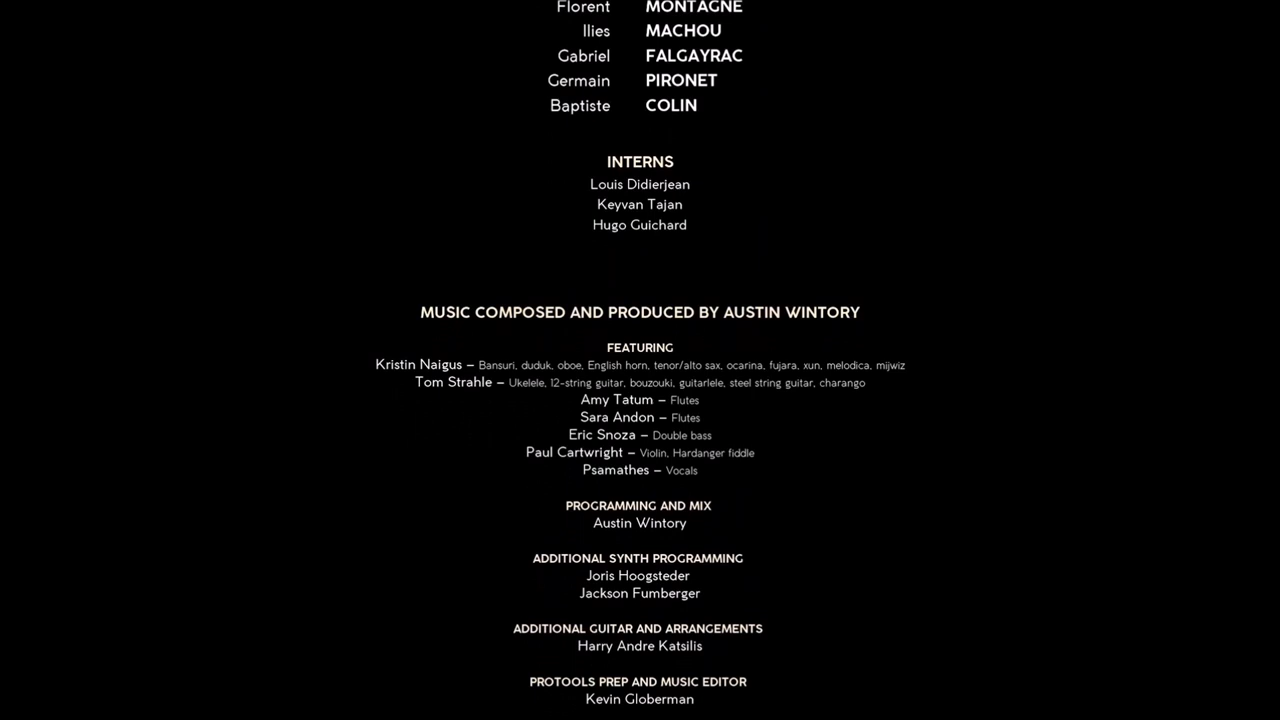 Florent MONTAGNE
Ilies MACHOU
Gabriel FALGAYRAC
Germain PIRONET
Baptiste COLIN
INTERNS
Louis Didierjean
Keyvan Tajan
Hugo Guichard
MUSIC COMPOSED AND PRODUCED BY AUSTIN WINTORY
FEATURING
Kristin Naigus – Bansuri, duduk, oboe, English horn, tenor/alto sax, ocarina, fujara, xun, melodica, mijwiz
Tom Strahle – Ukelele, 12-string guitar, bouzouki, guitarlele, steel string guitar, charango
Amy Tatum – Flutes
Sara Andon – Flutes
Eric Snoza – Double bass
Paul Cartwright – Violin, Hardanger fiddle
Psamathes – Vocals
PROGRAMMING AND MIX
Austin Wintory
ADDITIONAL SYNTH PROGRAMMING
Joris Hoogsteder
Jackson Fumberger
ADDITIONAL GUITAR AND ARRANGEMENTS
Harry Andre Katsilis
PROTOOLS PREP AND MUSIC EDITOR
Kevin Globerman